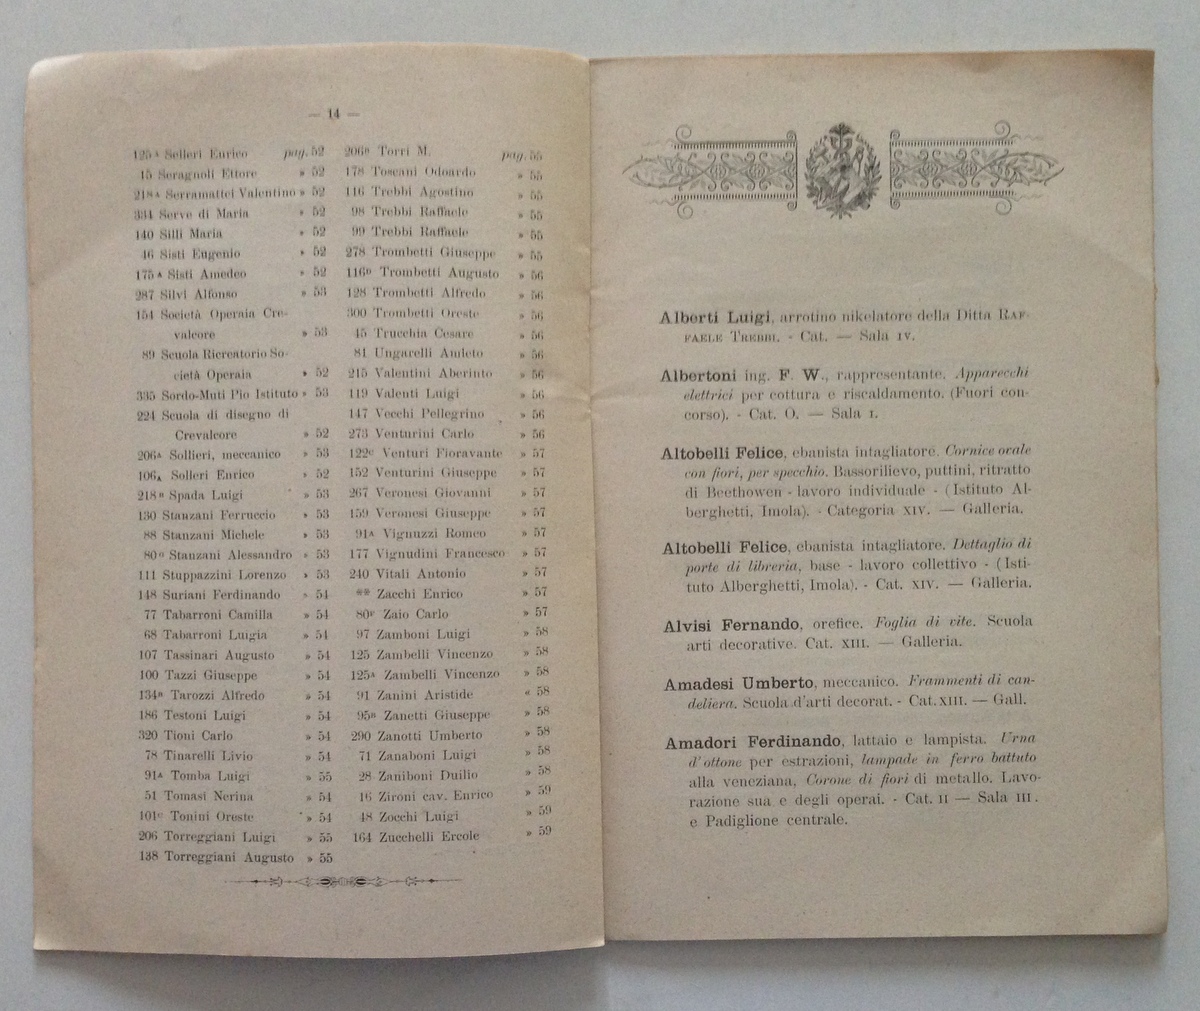 — 14 —
125A Selleri Enrico pag. 52
15 Seragnoli Ettore » 52
218A Serramattei Valentino » 52
334 Serve di Maria » 52
140 Silli Maria » 52
46 Sisti Eugenio » 52
175A Sisti Amedeo » 52
287 Silvi Alfonso » 53
154 Società Operaia Cre-
valcore » 53
89 Scuola Ricreatorio So-
cietà Operaia » 52
335 Sordo-Muti Pio Istituto » 53
224 Scuola di disegno di
Crevalcore » 52
206A Sollieri, meccanico » 53
106A Solleri Enrico » 52
218B Spada Luigi » 53
130 Stanzani Ferruccio » 53
88 Stanzani Michele » 53
80 Stanzani Alessandro » 53
111 Stuppazzini Lorenzo » 53
148 Suriani Ferdinando » 54
77 Tabarroni Camilla » 54
68 Tabarroni Luigia » 54
107 Tassinari Augusto » 54
100 Tazzi Giuseppe » 54
134B Tarozzi Alfredo » 54
186 Testoni Luigi » 54
320 Tioni Carlo » 54
78 Tinarelli Livio » 54
91A Tomba Luigi » 55
51 Tomasi Nerina » 54
101C Tonini Oreste » 54
206 Torreggiani Luigi » 55
138 Torreggiani Augusto » 55
206B Torri M. pag. 55
178 Toscani Odoardo » 55
116 Trebbi Agostino » 55
98 Trebbi Raffaele » 55
99 Trebbi Raffaele » 55
278 Trombetti Giuseppe » 55
116D Trombetti Augusto » 56
128 Trombetti Alfredo » 56
300 Trombetti Oreste » 56
45 Trucchia Cesare » 56
81 Ungarelli Amleto » 56
215 Valentini Aberinto » 56
119 Valenti Luigi » 56
147 Vecchi Pellegrino » 56
273 Venturini Carlo » 56
122C Venturi Fioravante » 57
152 Venturini Giuseppe » 57
267 Veronesi Giovanni » 57
159 Veronesi Giuseppe » 57
91A Vignuzzi Romeo » 57
177 Vignudini Francesco » 57
240 Vitali Antonio » 57
** Zacchi Enrico » 57
80F Zaio Carlo » 57
97 Zamboni Luigi » 58
125 Zambelli Vincenzo » 58
125A Zambelli Vincenzo » 58
91 Zanini Aristide « 58
95B Zanetti Giuseppe » 58
290 Zanotti Umberto » 58
71 Zanaboni Luigi » 58
28 Zaniboni Duilio » 58
16 Zironi cav. Enrico » 59
48 Zocchi Luigi » 59
164 Zucchelli Ercole » 59
Alberti Luigi, arrotino nikelatore della Ditta RAF-
FAELE TREBBI. - Cat. — Sala IV.
Albertoni ing. F. W., rappresentante. Apparecchi
elettrici per cottura e riscaldamento. (Fuori con-
corso). - Cat. O. — Sala I.
Altobelli Felice, ebanista intagliatore. Cornice orale
con fiori, per specchio. Bassorilievo, puttini, ritratto
di Beethowen - lavoro individuale - (Istituto Al-
berghetti, Imola). - Categoria XIV. — Galleria.
Altobelli Felice, ebanista intagliatore. Dettaglio di
porte di libreria, base - lavoro collettivo - (Isti-
tuto Alberghetti, Imola). - Cat. XIV. — Galleria.
Alvisi Fernando, orefice. Foglia di vite. Scuola
arti decorative. Cat. XIII. — Galleria.
Amadesi Umberto, meccanico. Frammenti di can-
deliera. Scuola d'arti decorat. - Cat. XIII. — Gall.
Amadori Ferdinando, lattaio e lampista. Urna
d'ottone per estrazioni, lampade in ferro battuto
alla veneziana, Corone di fiori di metallo. Lavo-
razione sua e degli operai. - Cat. II — Sala III.
e Padiglione centrale.